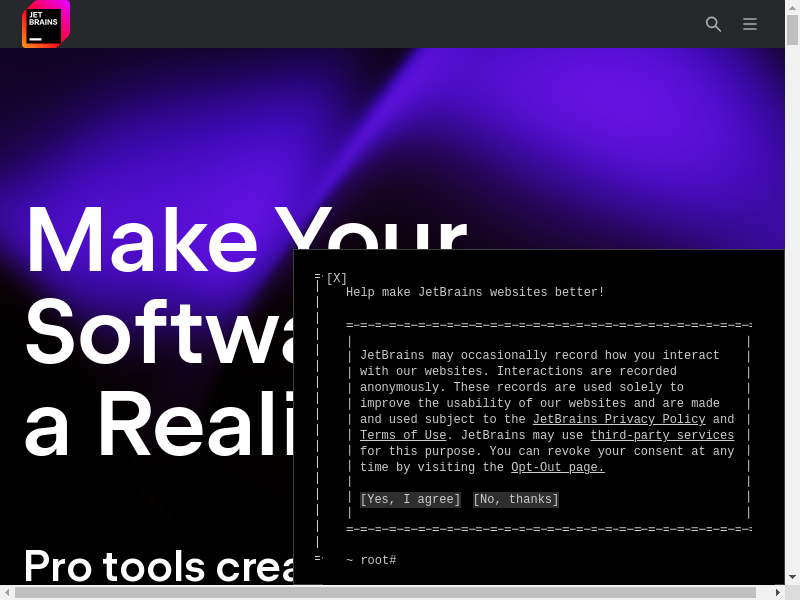 JET
BRAINS
Make Your
Softwa
a Reali
Pro tools crea
[X]
Help make JetBrains websites better!
JetBrains may occasionally record how you interact
with our websites. Interactions are recorded
anonymously. These records are used solely to
improve the usability of our websites and are made
and used subject to the JetBrains Privacy Policy and
Terms of Use. JetBrains may use third-party services
for this purpose. You can revoke your consent at any
time by visiting the Opt-Out page.
[Yes, I agree] [No, thanks]
~ root#